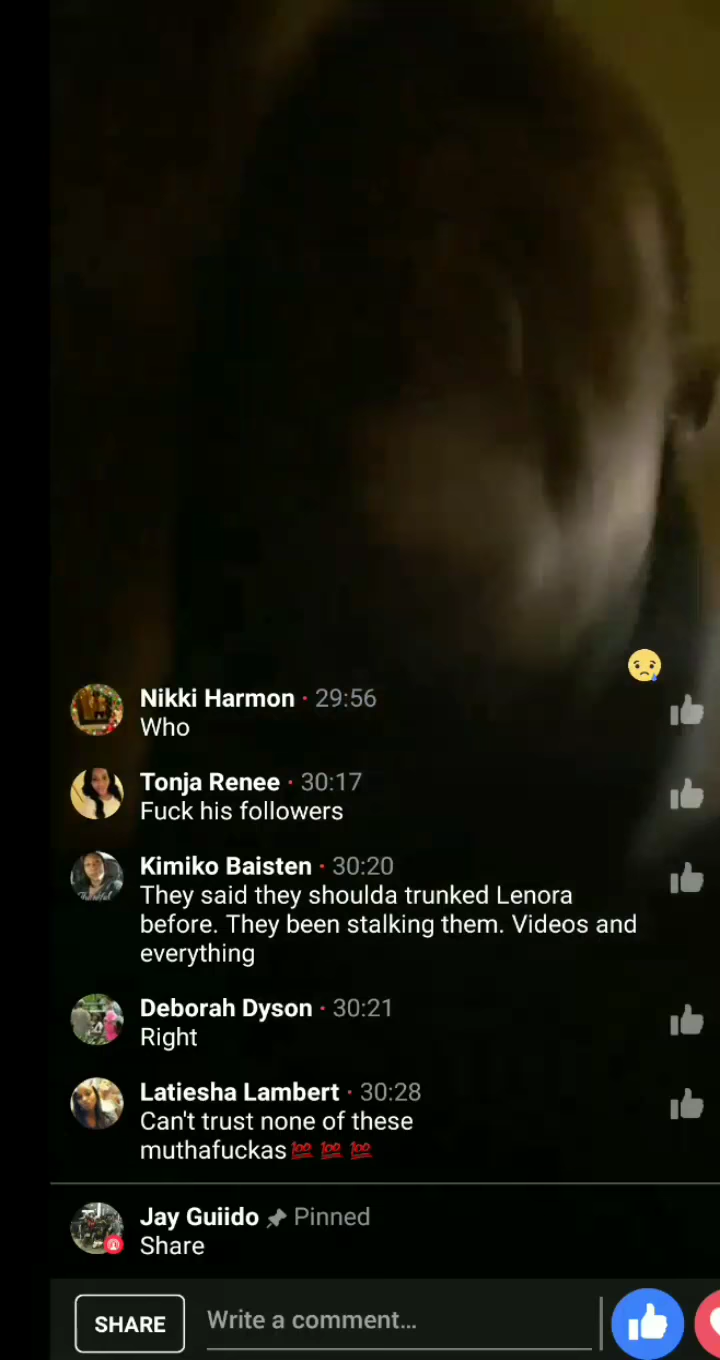 Nikki Harmon · 29:56
Who
Tonja Renee · 30:17
Fuck his followers
Kimiko Baisten · 30:20
They said they shoulda trunked Lenora
before. They been stalking them. Videos and
everything
Deborah Dyson · 30:21
Right
Latiesha Lambert · 30:28
Can't trust none of these
muthafuckas💯 💯 💯
Jay Guiido 📌 Pinned
Share
SHARE
Write a comment...